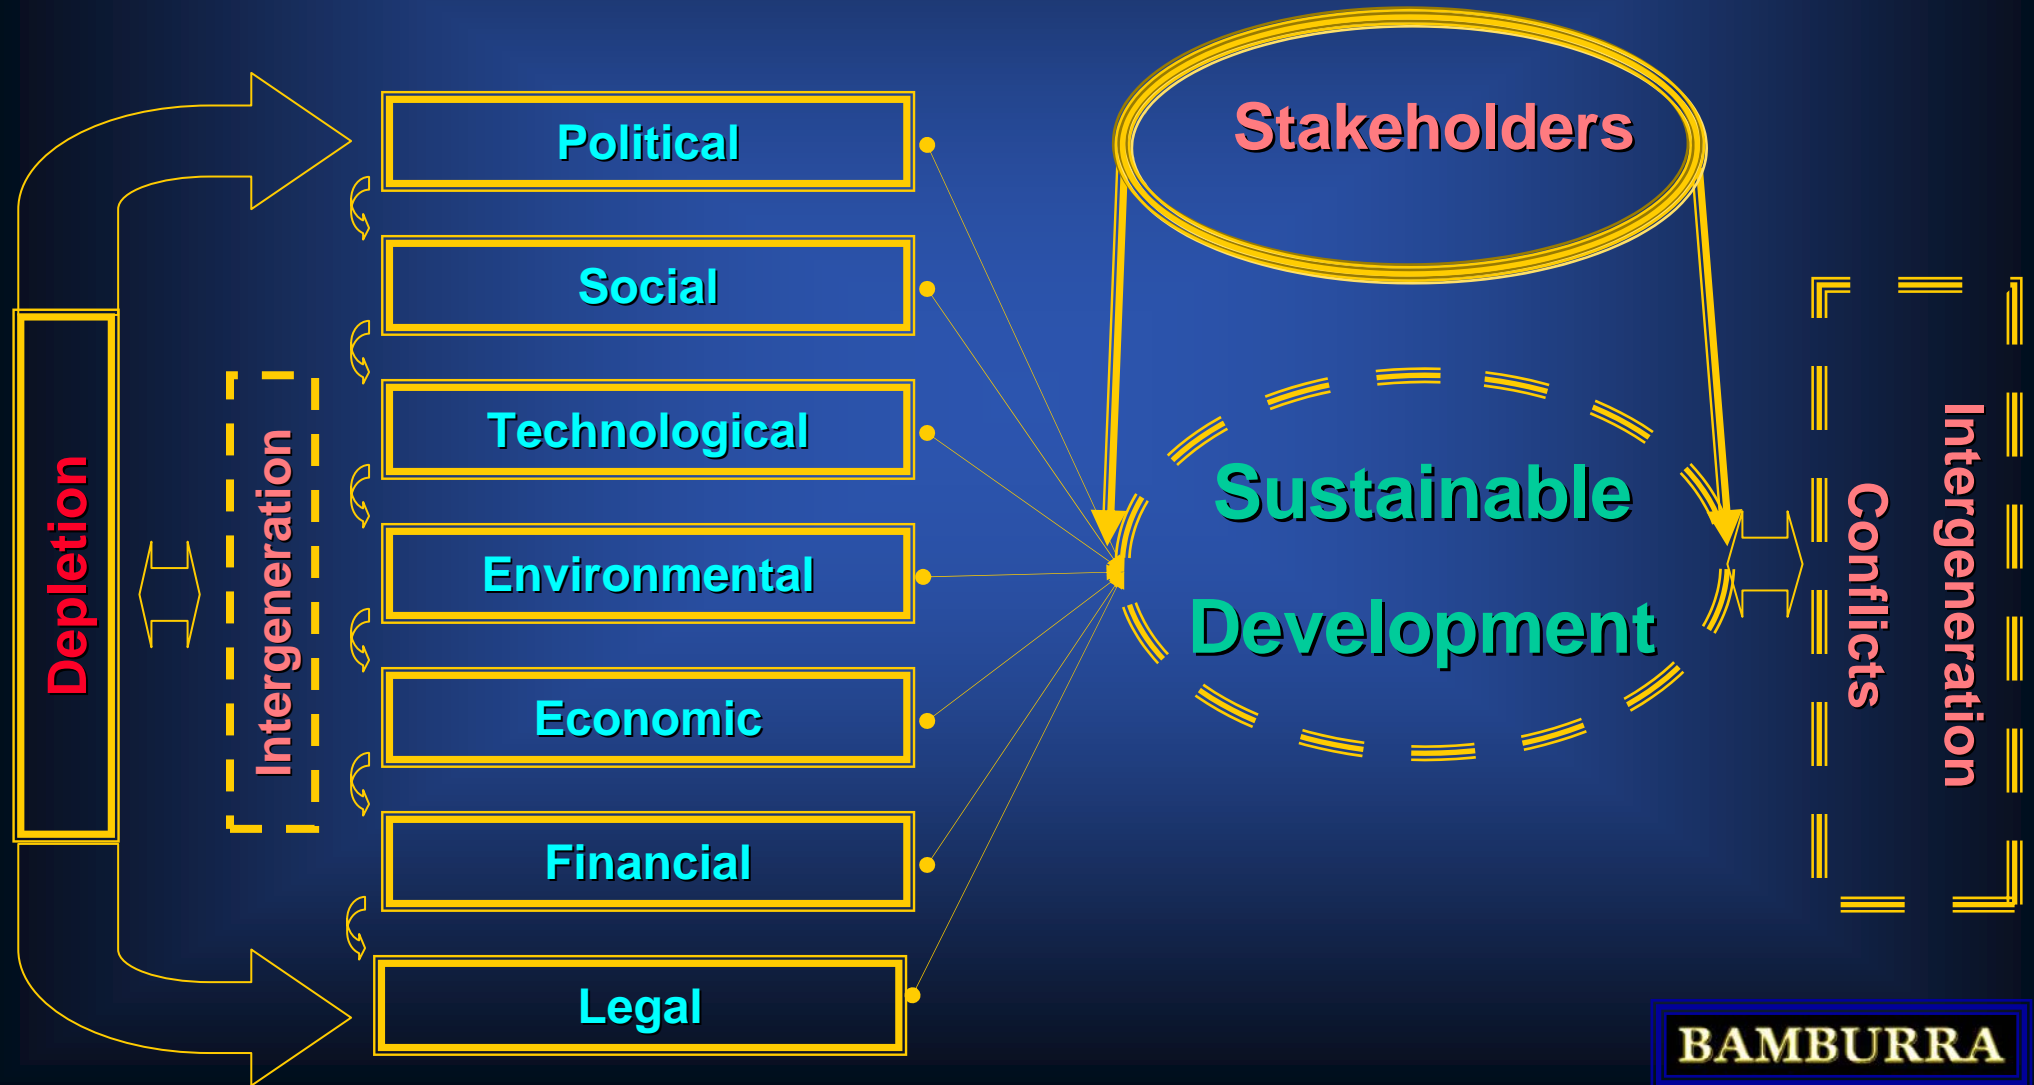 Depletion
Intergeneration
Political
Social
Technological
Environmental
Economic
Financial
Legal
Stakeholders
Sustainable
Development
Intergeneration
Conflicts
BAMBURRA